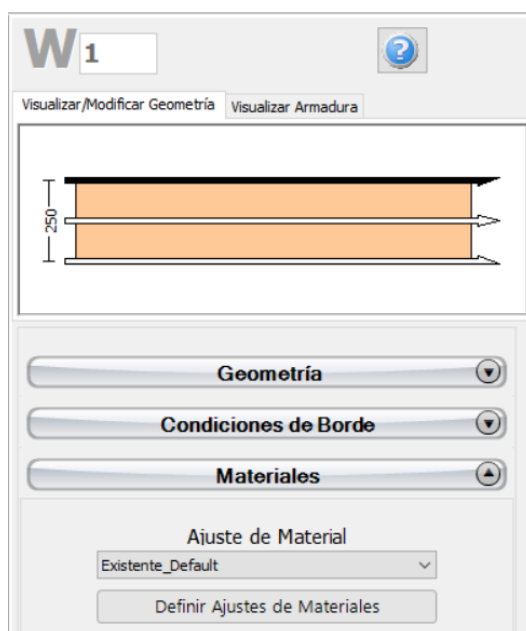 W 1
Visualizar/Modificar Geometría Visualizar Armadura
250
Geometría
Condiciones de Borde
Materiales
Ajuste de Material
Existente_Default
Definir Ajustes de Materiales